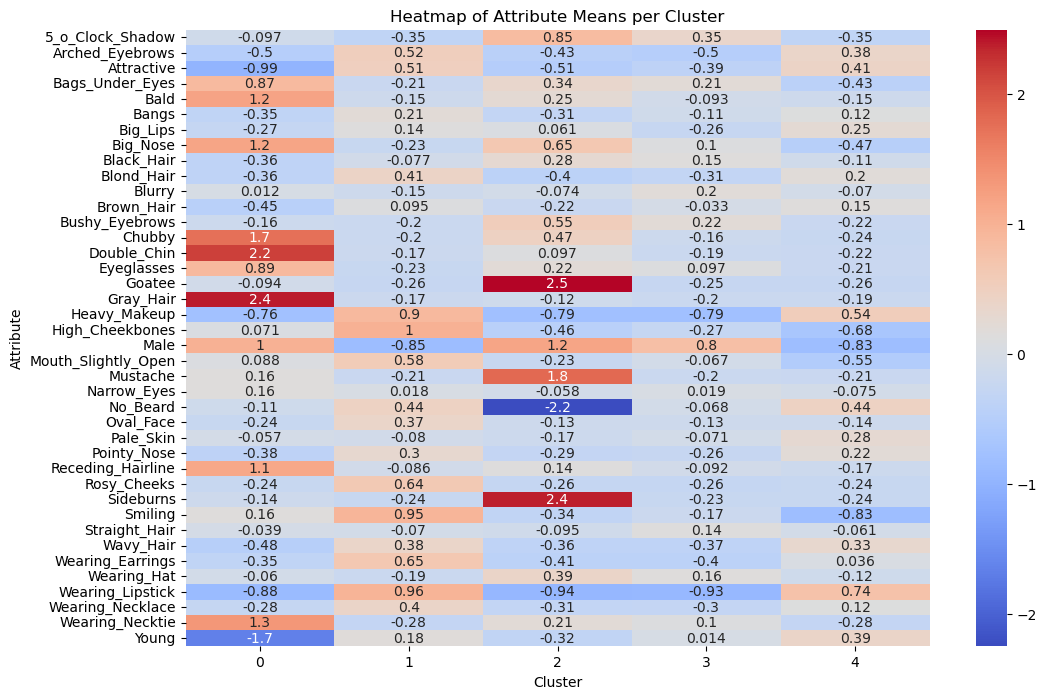 Heatmap of Attribute Means per Cluster
5_o_Clock_Shadow -0.097 -0.35 0.85 0.35 -0.35
Arched_Eyebrows -0.5 0.52 -0.43 -0.5 0.38
Attractive -0.99 0.51 -0.51 -0.39 0.41
Bags_Under_Eyes 0.87 -0.21 0.34 0.21 -0.43
Bald 1.2 -0.15 0.25 -0.093 -0.15
Bangs -0.35 0.21 -0.31 -0.11 0.12
Big_Lips -0.27 0.14 0.061 -0.26 0.25
Big_Nose 1.2 -0.23 0.65 0.1 -0.47
Black_Hair -0.36 -0.077 0.28 0.15 -0.11
Blond_Hair -0.36 0.41 -0.4 -0.31 0.2
Blurry 0.012 -0.15 -0.074 0.2 -0.07
Brown_Hair -0.45 0.095 -0.22 -0.033 0.15
Bushy_Eyebrows -0.16 -0.2 0.55 0.22 -0.22
Chubby 1.7 -0.2 0.47 -0.16 -0.24
Double_Chin 2.2 -0.17 0.097 -0.19 -0.22
Eyeglasses 0.89 -0.23 0.22 0.097 -0.21
Goatee -0.094 -0.26 2.5 -0.25 -0.26
Gray_Hair 2.4 -0.17 -0.12 -0.2 -0.19
Heavy_Makeup -0.76 0.9 -0.79 -0.79 0.54
High_Cheekbones 0.071 1 -0.46 -0.27 -0.68
Male 1 -0.85 1.2 0.8 -0.83
Mouth_Slightly_Open 0.088 0.58 -0.23 -0.067 -0.55
Mustache 0.16 -0.21 1.8 -0.2 -0.21
Narrow_Eyes 0.16 0.018 -0.058 0.019 -0.075
No_Beard -0.11 0.44 -2.2 -0.068 0.44
Oval_Face -0.24 0.37 -0.13 -0.13 -0.14
Pale_Skin -0.057 -0.08 -0.17 -0.071 0.28
Pointy_Nose -0.38 0.3 -0.29 -0.26 0.22
Receding_Hairline 1.1 -0.086 0.14 -0.092 -0.17
Rosy_Cheeks -0.24 0.64 -0.26 -0.26 -0.24
Sideburns -0.14 -0.24 2.4 -0.23 -0.24
Smiling 0.16 0.95 -0.34 -0.17 -0.83
Straight_Hair -0.039 -0.07 -0.095 0.14 -0.061
Wavy_Hair -0.48 0.38 -0.36 -0.37 0.33
Wearing_Earrings -0.35 0.65 -0.41 -0.4 0.036
Wearing_Hat -0.06 -0.19 0.39 0.16 -0.12
Wearing_Lipstick -0.88 0.96 -0.94 -0.93 0.74
Wearing_Necklace -0.28 0.4 -0.31 -0.3 0.12
Wearing_Necktie 1.3 -0.28 0.21 0.1 -0.28
Young -1.7 0.18 -0.32 0.014 0.39
0 1 2 3 4
Cluster
Attribute
2
1
0
−1
−2